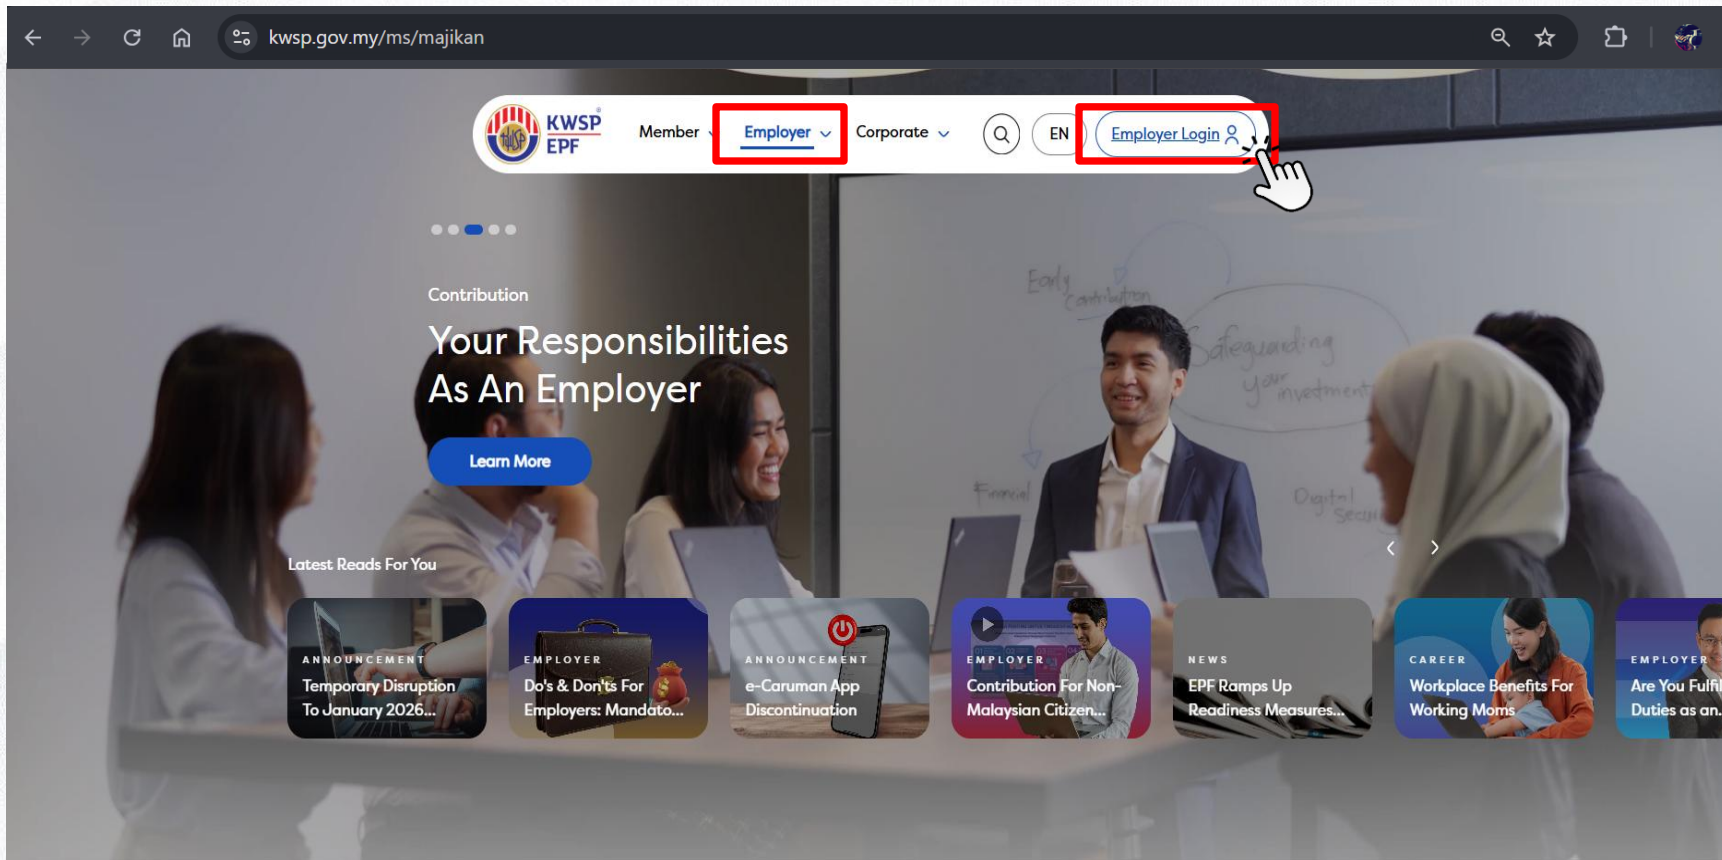 kwsp.gov.my/ms/majikan
KWSP
EPF
Member
Employer
Corporate
EN
Employer Login
Contribution
Your Responsibilities
As An Employer
Learn More
Early
Contribution
Safeguarding
your
investment
Financial
Digital
Latest Reads For You
ANNOUNCEMENT
Temporary Disruption
To January 2026...
EMPLOYER
Do's & Don'ts For
Employers: Mandato...
ANNOUNCEMENT
e-Caruman App
Discontinuation
EMPLOYER
Contribution For Non-
Malaysian Citizen...
NEWS
EPF Ramps Up
Readiness Measures...
CAREER
Workplace Benefits For
Working Moms
EMPLOYER
Are You Fulfil
Duties as an.